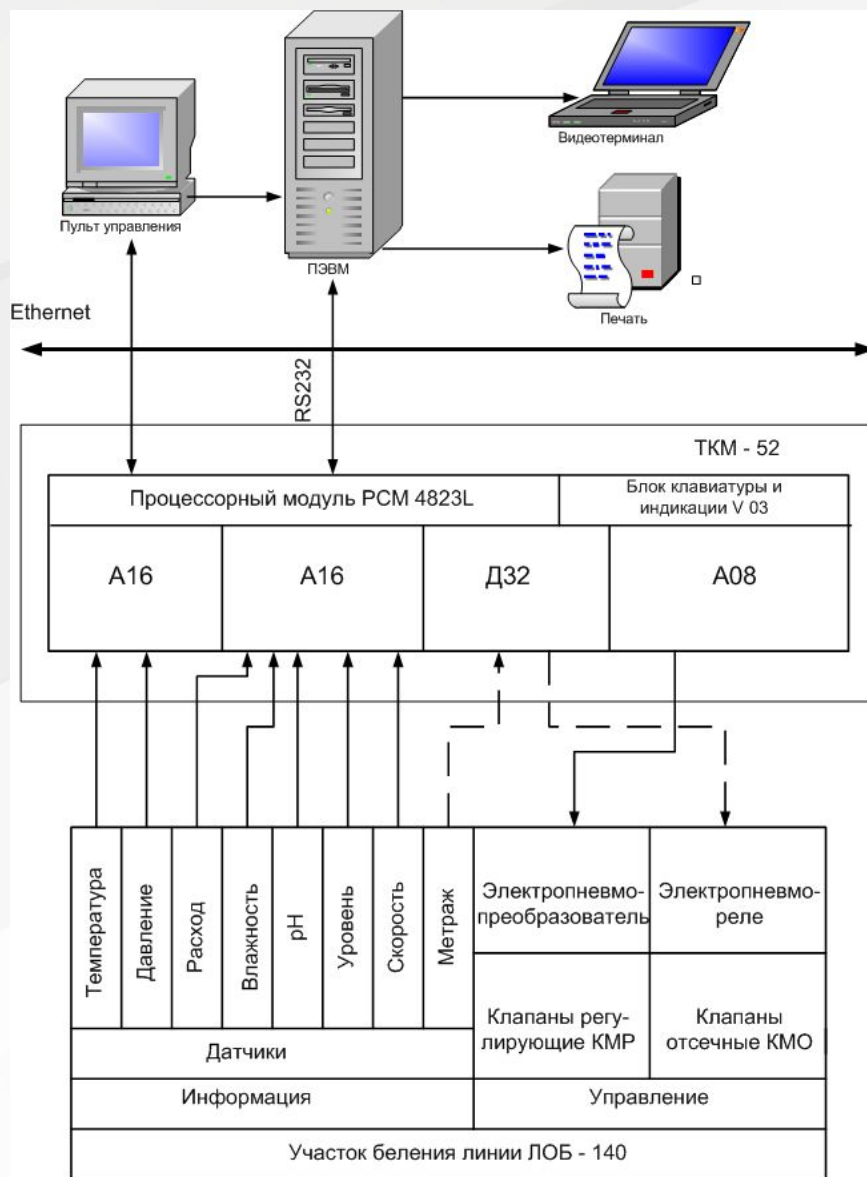 Видеотерминал
Пульт управления
ПЭВМ
Печать
Ethernet
RS232
ТКМ - 52
Процессорный модуль PCM 4823L
Блок клавиатуры и
индикации V 03
А16
А16
Д32
А08
Температура
Давление
Расход
Влажность
pH
Уровень
Скорость
Метраж
Электропневмо-
преобразователь
Электропневмо-
реле
Клапаны регу-
лирующие КМР
Клапаны
отсечные КМО
Датчики
Информация
Управление
Участок беления линии ЛОБ - 140